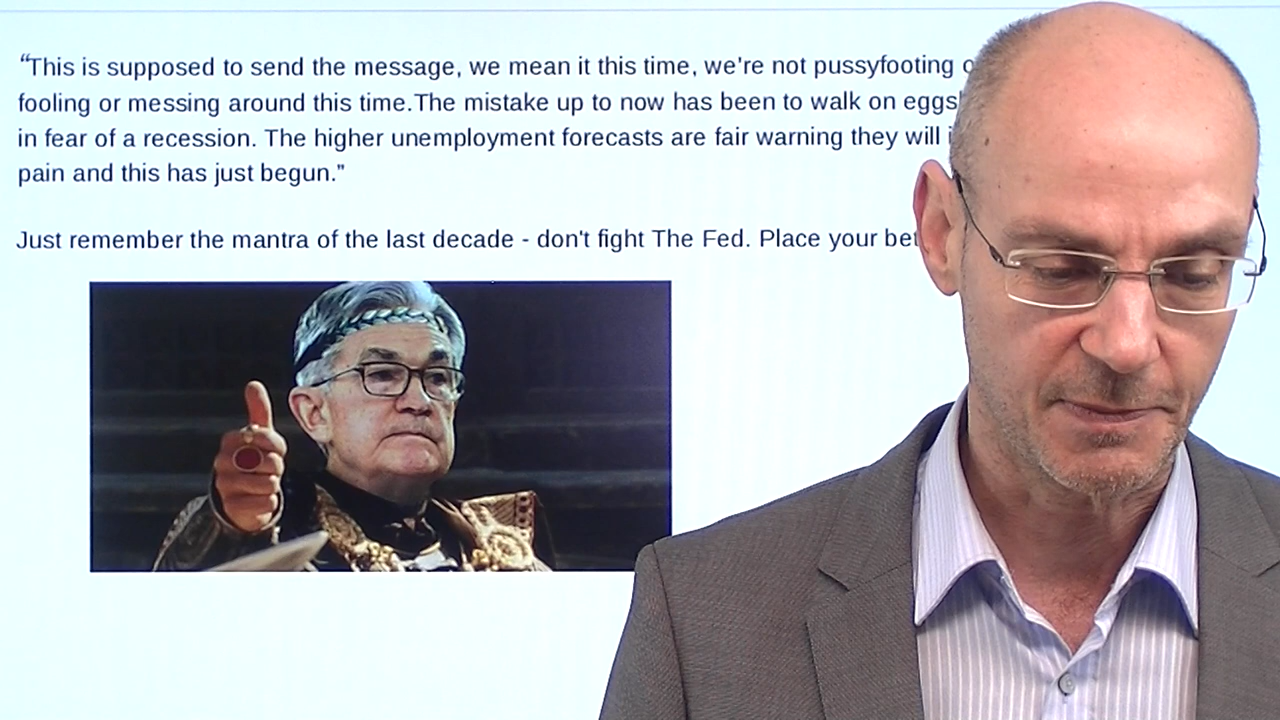 “This is supposed to send the message, we mean it this time, we're not pussyfooting
fooling or messing around this time.The mistake up to now has been to walk on
in fear of a recession. The higher unemployment forecasts are fair warning they will
pain and this has just begun.”
Just remember the mantra of the last decade - don't fight The Fed. Place your